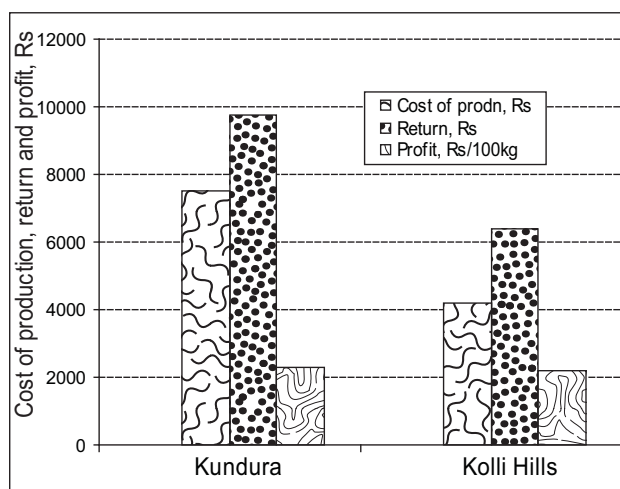 Cost of production, return and profit, Rs
12000
10000
8000
6000
4000
2000
0
Cost of prodn, Rs
Return, Rs
Profit, Rs/100kg
Kundura
Kolli Hills